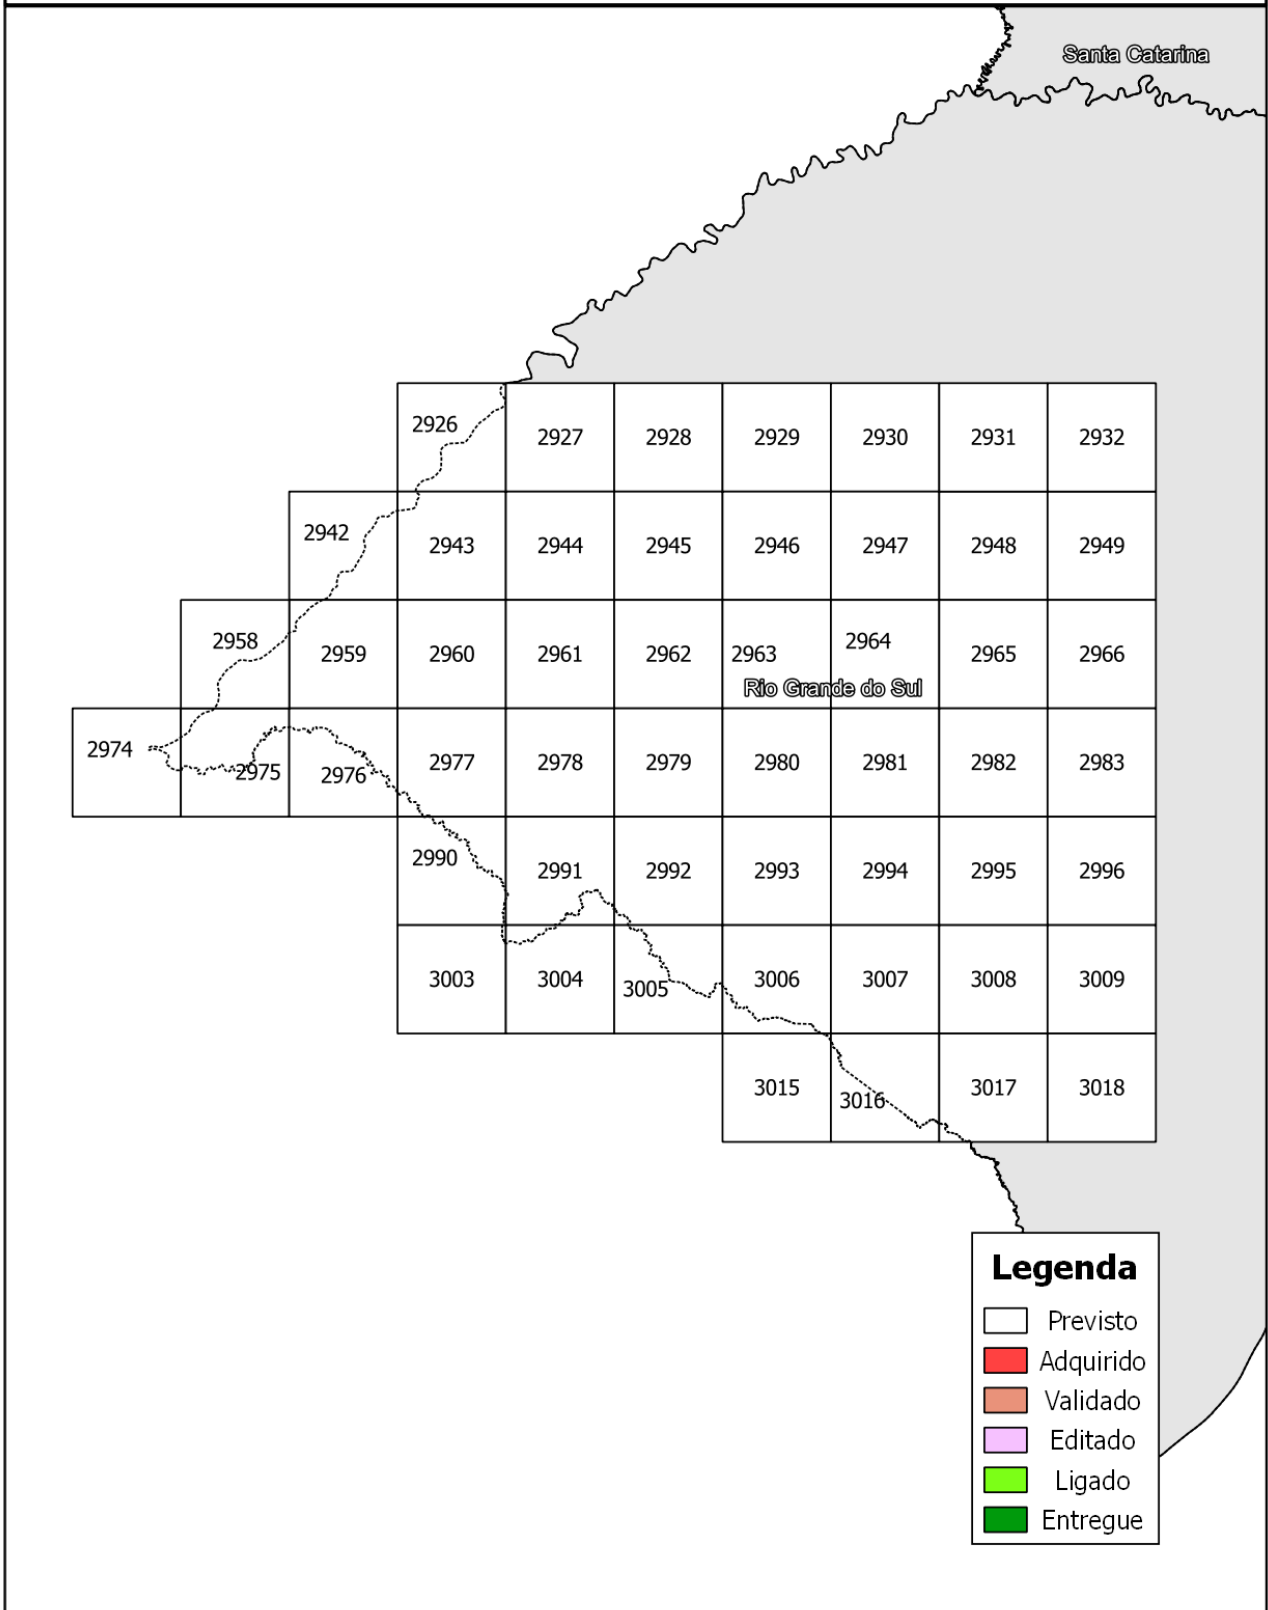 Santa Catarina
2926 2927 2928 2929 2930 2931 2932
2942 2943 2944 2945 2946 2947 2948 2949
2958 2959 2960 2961 2962 2963 2964 2965 2966
Rio Grande do Sul
2974 2975 2976 2977 2978 2979 2980 2981 2982 2983
2990 2991 2992 2993 2994 2995 2996
3003 3004 3005 3006 3007 3008 3009
3015 3016 3017 3018
Legenda
Previsto
Adquirido
Validado
Editado
Ligado
Entregue